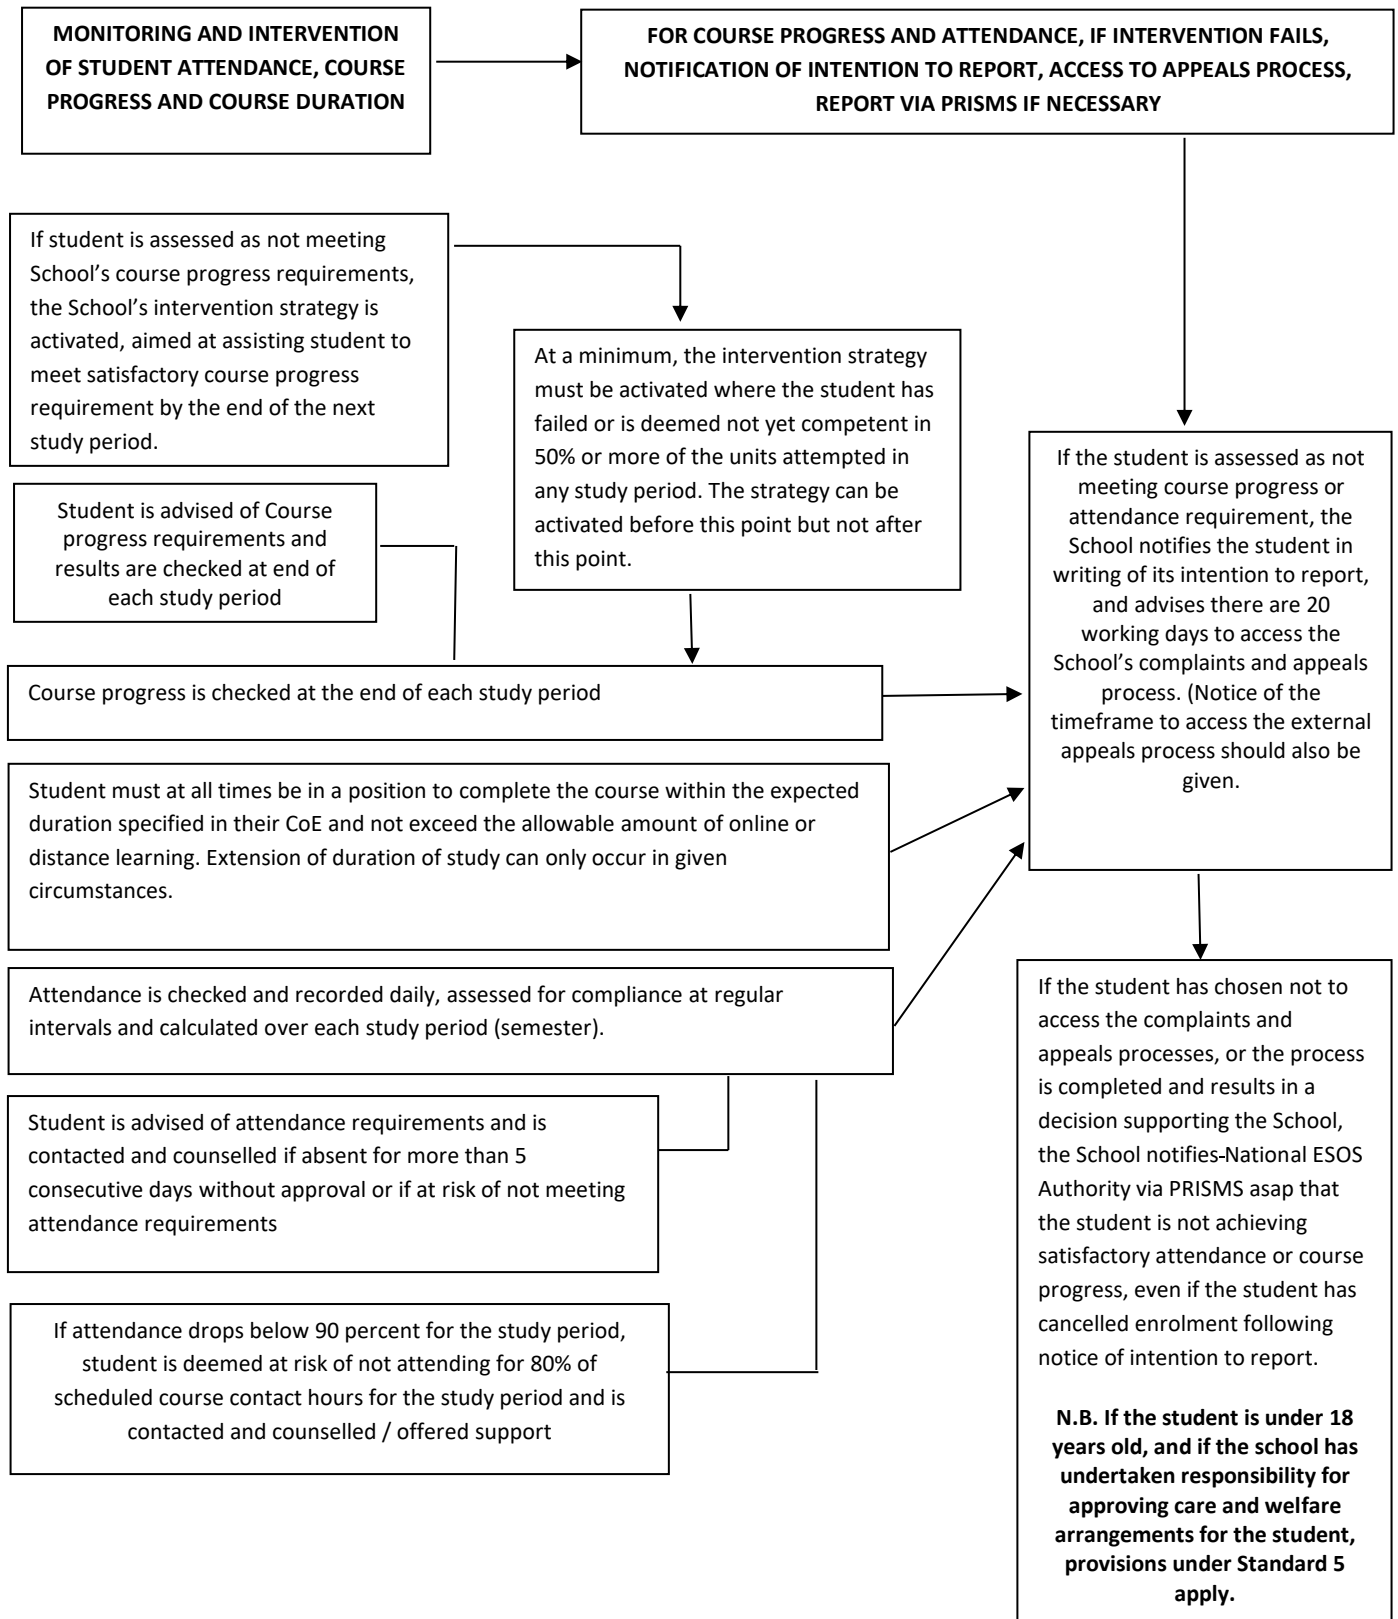 MONITORING AND INTERVENTION
OF STUDENT ATTENDANCE, COURSE
PROGRESS AND COURSE DURATION
FOR COURSE PROGRESS AND ATTENDANCE, IF INTERVENTION FAILS,
NOTIFICATION OF INTENTION TO REPORT, ACCESS TO APPEALS PROCESS,
REPORT VIA PRISMS IF NECESSARY
If student is assessed as not meeting
School’s course progress requirements,
the School’s intervention strategy is
activated, aimed at assisting student to
meet satisfactory course progress
requirement by the end of the next
study period.
At a minimum, the intervention strategy
must be activated where the student has
failed or is deemed not yet competent in
50% or more of the units attempted in
any study period. The strategy can be
activated before this point but not after
this point.
Student is advised of Course
progress requirements and
results are checked at end of
each study period
Course progress is checked at the end of each study period
Student must at all times be in a position to complete the course within the expected
duration specified in their CoE and not exceed the allowable amount of online or
distance learning. Extension of duration of study can only occur in given
circumstances.
Attendance is checked and recorded daily, assessed for compliance at regular
intervals and calculated over each study period (semester).
Student is advised of attendance requirements and is
contacted and counselled if absent for more than 5
consecutive days without approval or if at risk of not meeting
attendance requirements
If attendance drops below 90 percent for the study period,
student is deemed at risk of not attending for 80% of
scheduled course contact hours for the study period and is
contacted and counselled / offered support
If the student is assessed as not
meeting course progress or
attendance requirement, the
School notifies the student in
writing of its intention to report,
and advises there are 20
working days to access the
School’s complaints and appeals
process. (Notice of the
timeframe to access the external
appeals process should also be
given.
If the student has chosen not to
access the complaints and
appeals processes, or the process
is completed and results in a
decision supporting the School,
the School notifies-National ESOS
Authority via PRISMS asap that
the student is not achieving
satisfactory attendance or course
progress, even if the student has
cancelled enrolment following
notice of intention to report.
N.B. If the student is under 18
years old, and if the school has
undertaken responsibility for
approving care and welfare
arrangements for the student,
provisions under Standard 5
apply.